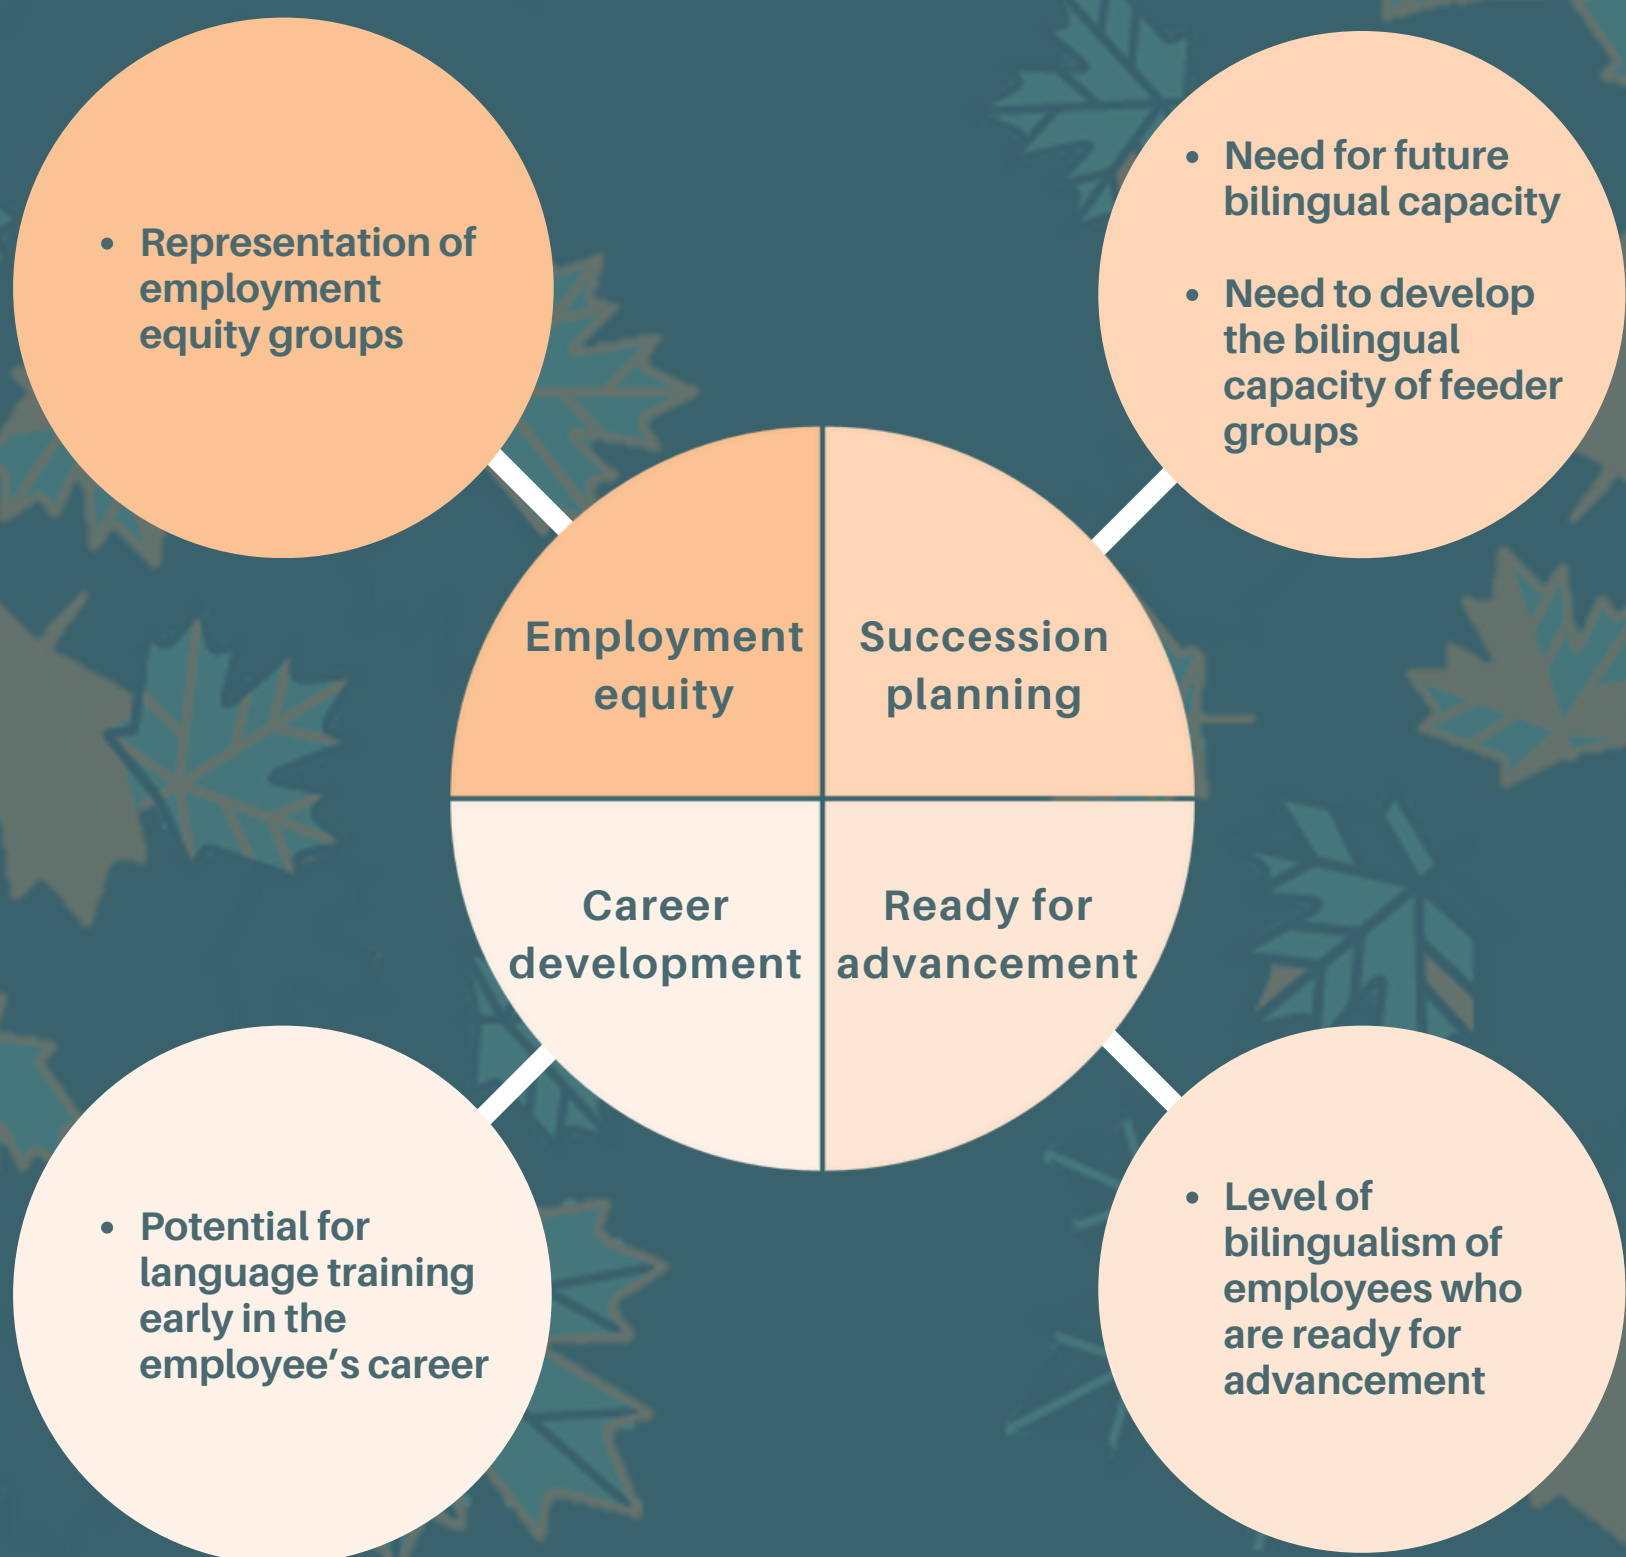 • Representation of
employment
equity groups
• Need for future
bilingual capacity
• Need to develop
the bilingual
capacity of feeder
groups
Employment
equity
Succession
planning
Career
development
Ready for
advancement
• Potential for
language training
early in the
employee’s career
• Level of
bilingualism of
employees who
are ready for
advancement